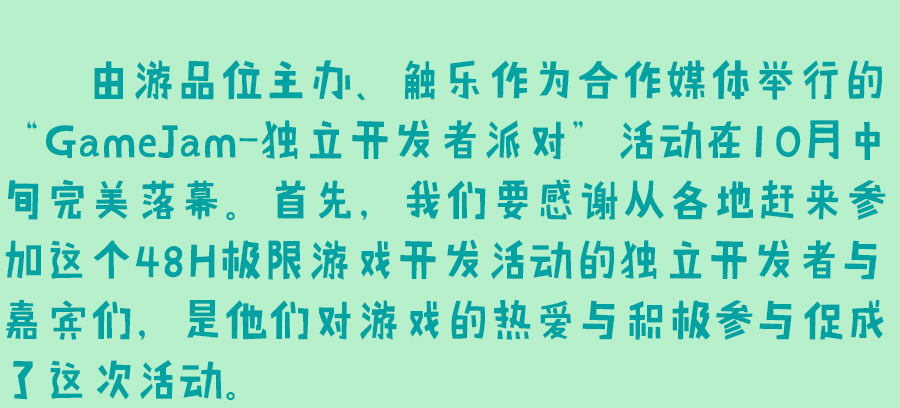 由游品位主办、触乐作为合作媒体举行的
“GameJam-独立开发者派对”活动在10月中
旬完美落幕。首先，我们要感谢从各地赶来参
加这个48H极限游戏开发活动的独立开发者与
嘉宾们，是他们对游戏的热爱与积极参与促成
了这次活动。